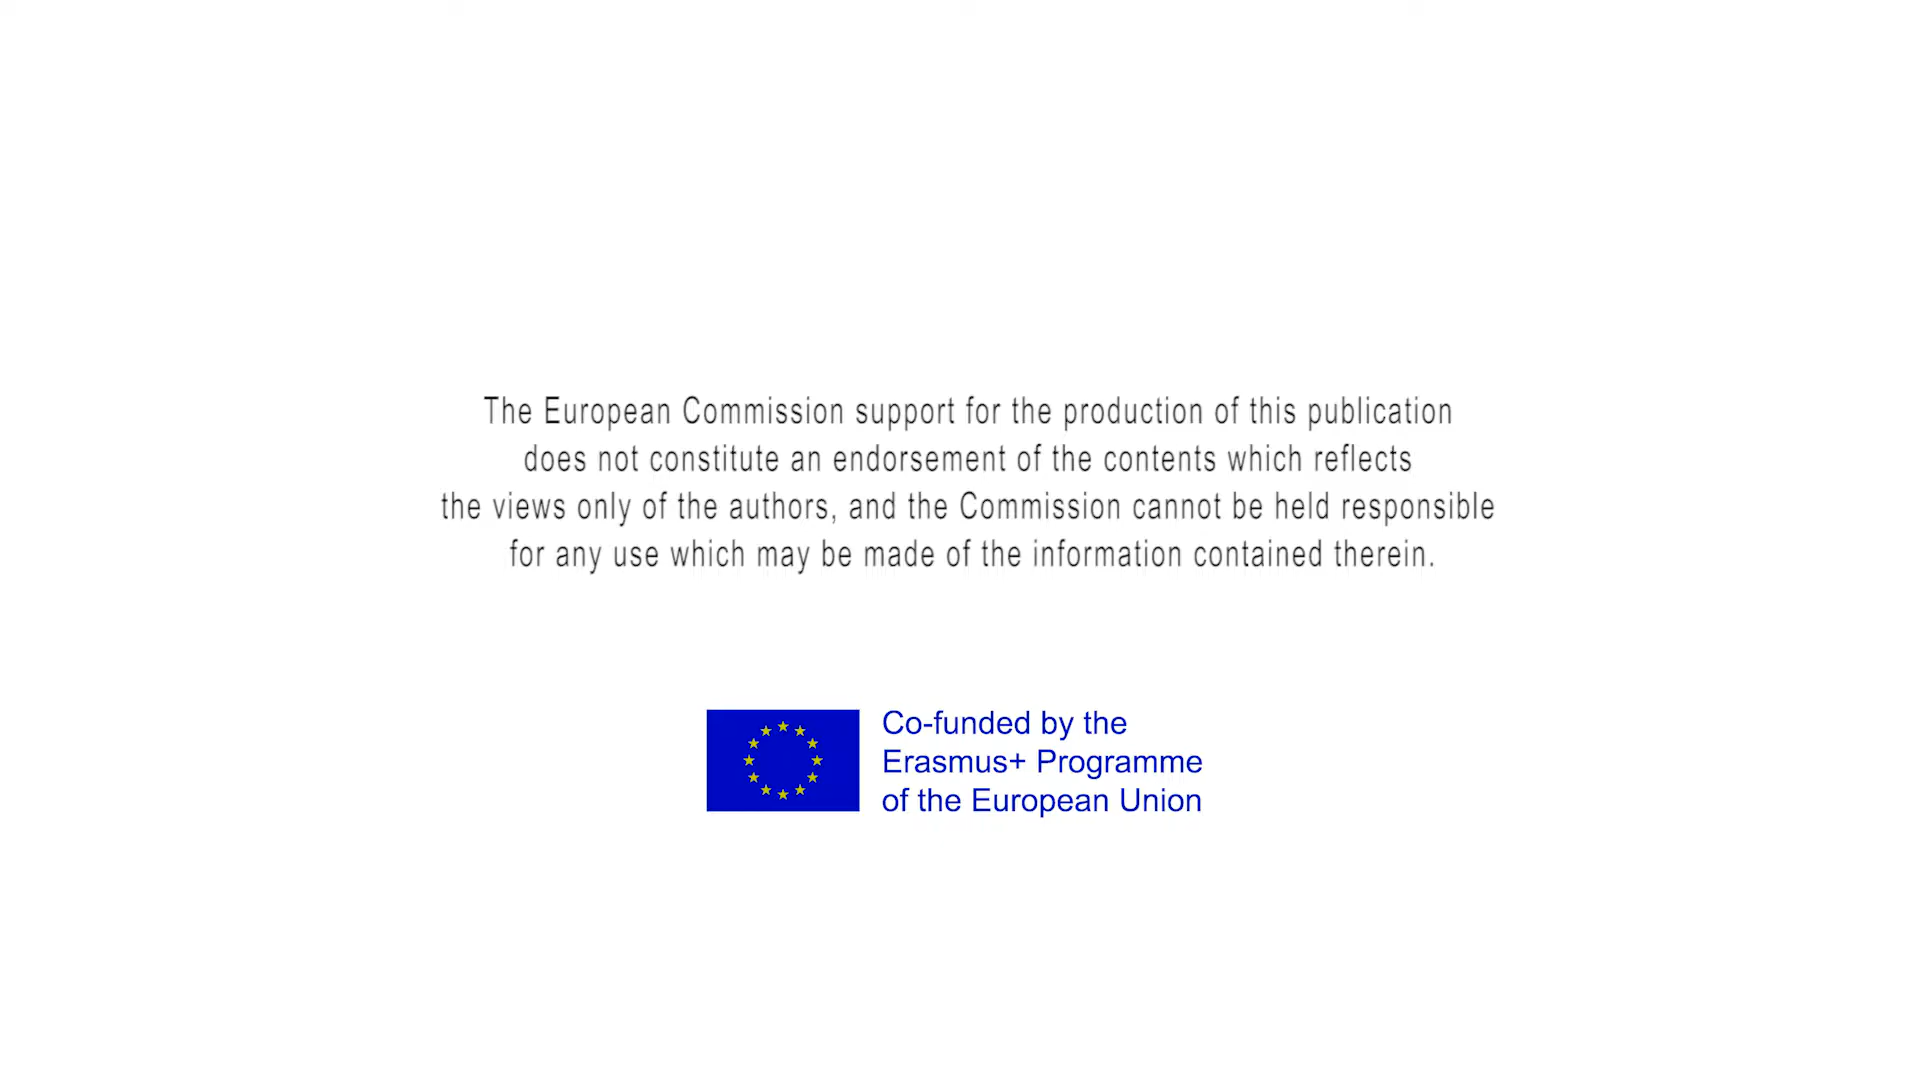 The European Commission support for the production of this publication
does not constitute an endorsement of the contents which reflects
the views only of the authors, and the Commission cannot be held responsible
for any use which may be made of the information contained therein.
Co-funded by the
Erasmus+ Programme
of the European Union